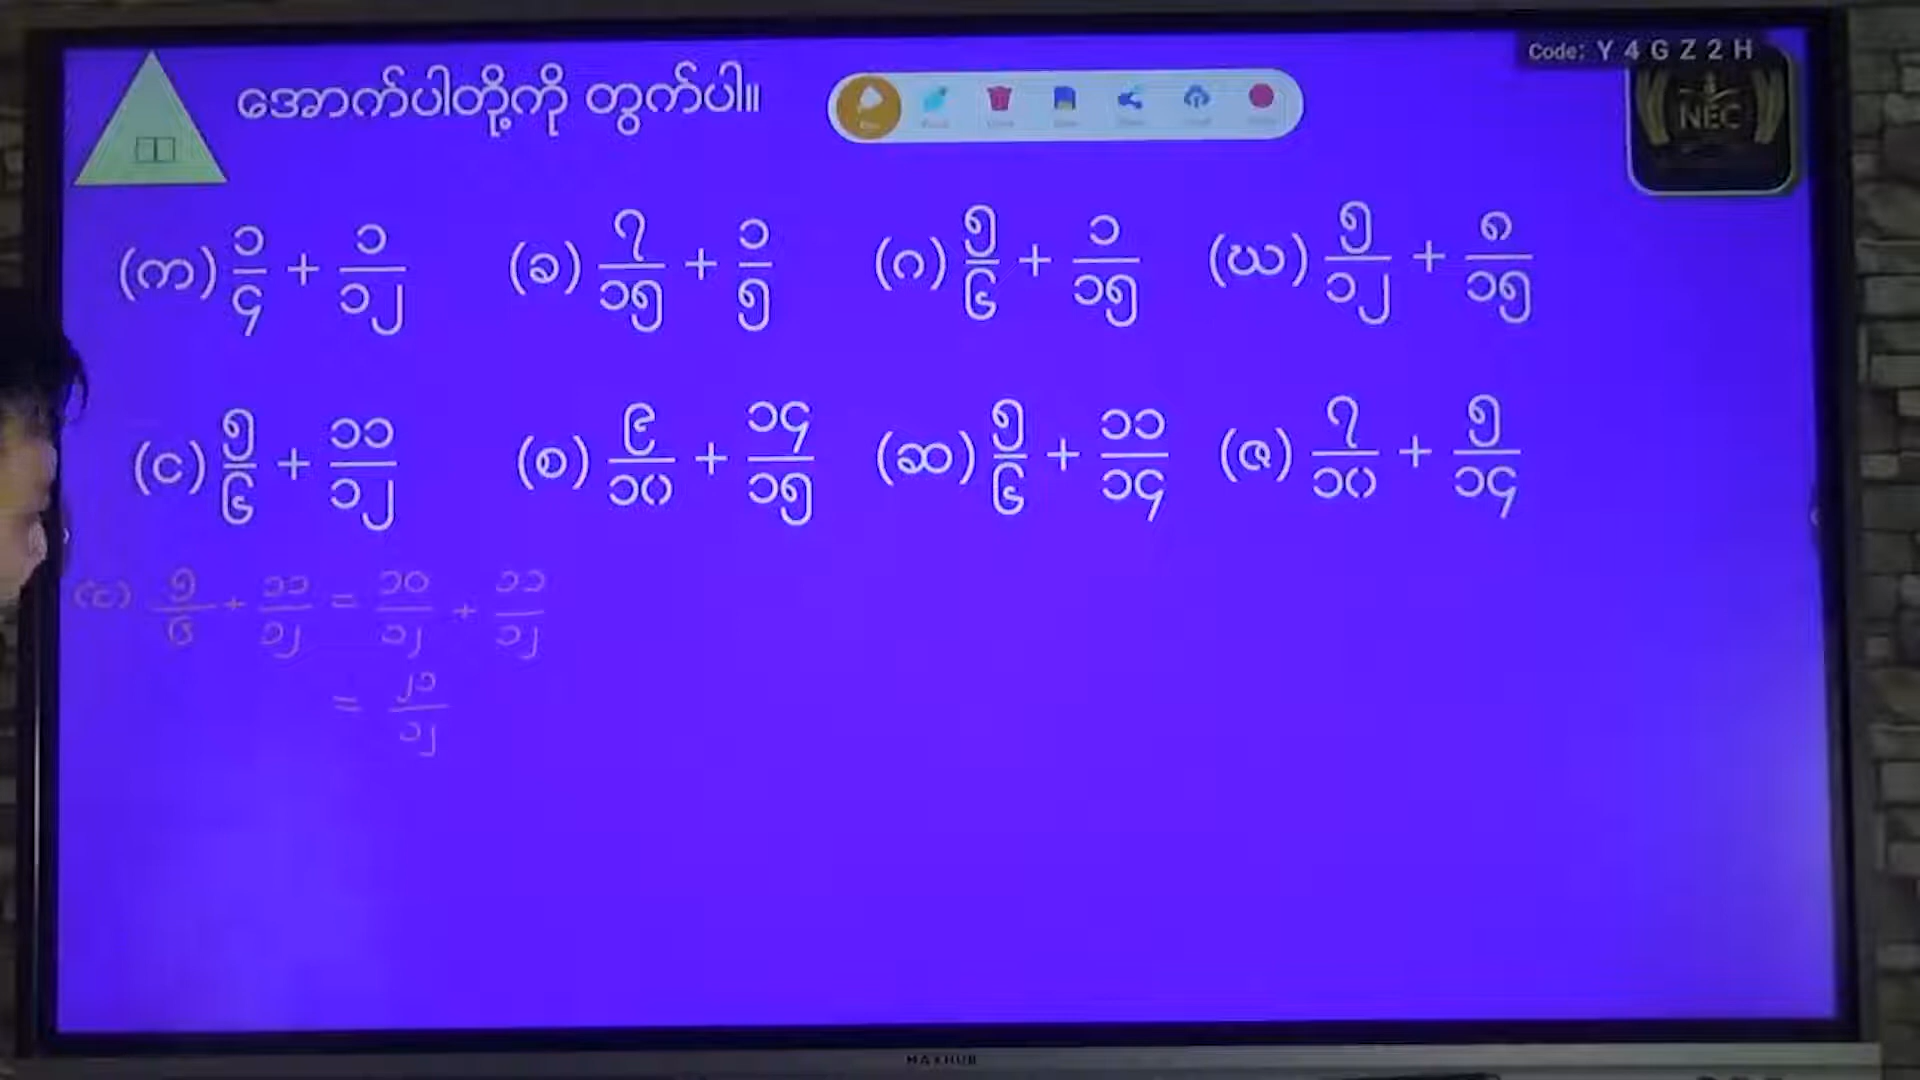 Code: Y 4 G Z 2 H
အောက်ပါတို့ကို တွက်ပါ။
NEC
(က) ၁/၄ + ၁/၁၂ (ခ) ၇/၁၅ + ၁/၅ (ဂ) ၅/၆ + ၁/၁၅ (ဃ) ၅/၁၂ + ၈/၁၅
(င) ၅/၆ + ၁၁/၁၂ (စ) ၉/၁၀ + ၁၄/၁၅ (ဆ) ၅/၆ + ၁၁/၁၄ (ဇ) ၇/၁၀ + ၅/၁၄
(င) ၅/၆ + ၁၁/၁၂ = ၁၀/၁၂ + ၁၁/၁၂
= ၂၁/၁၂
MAXHUB